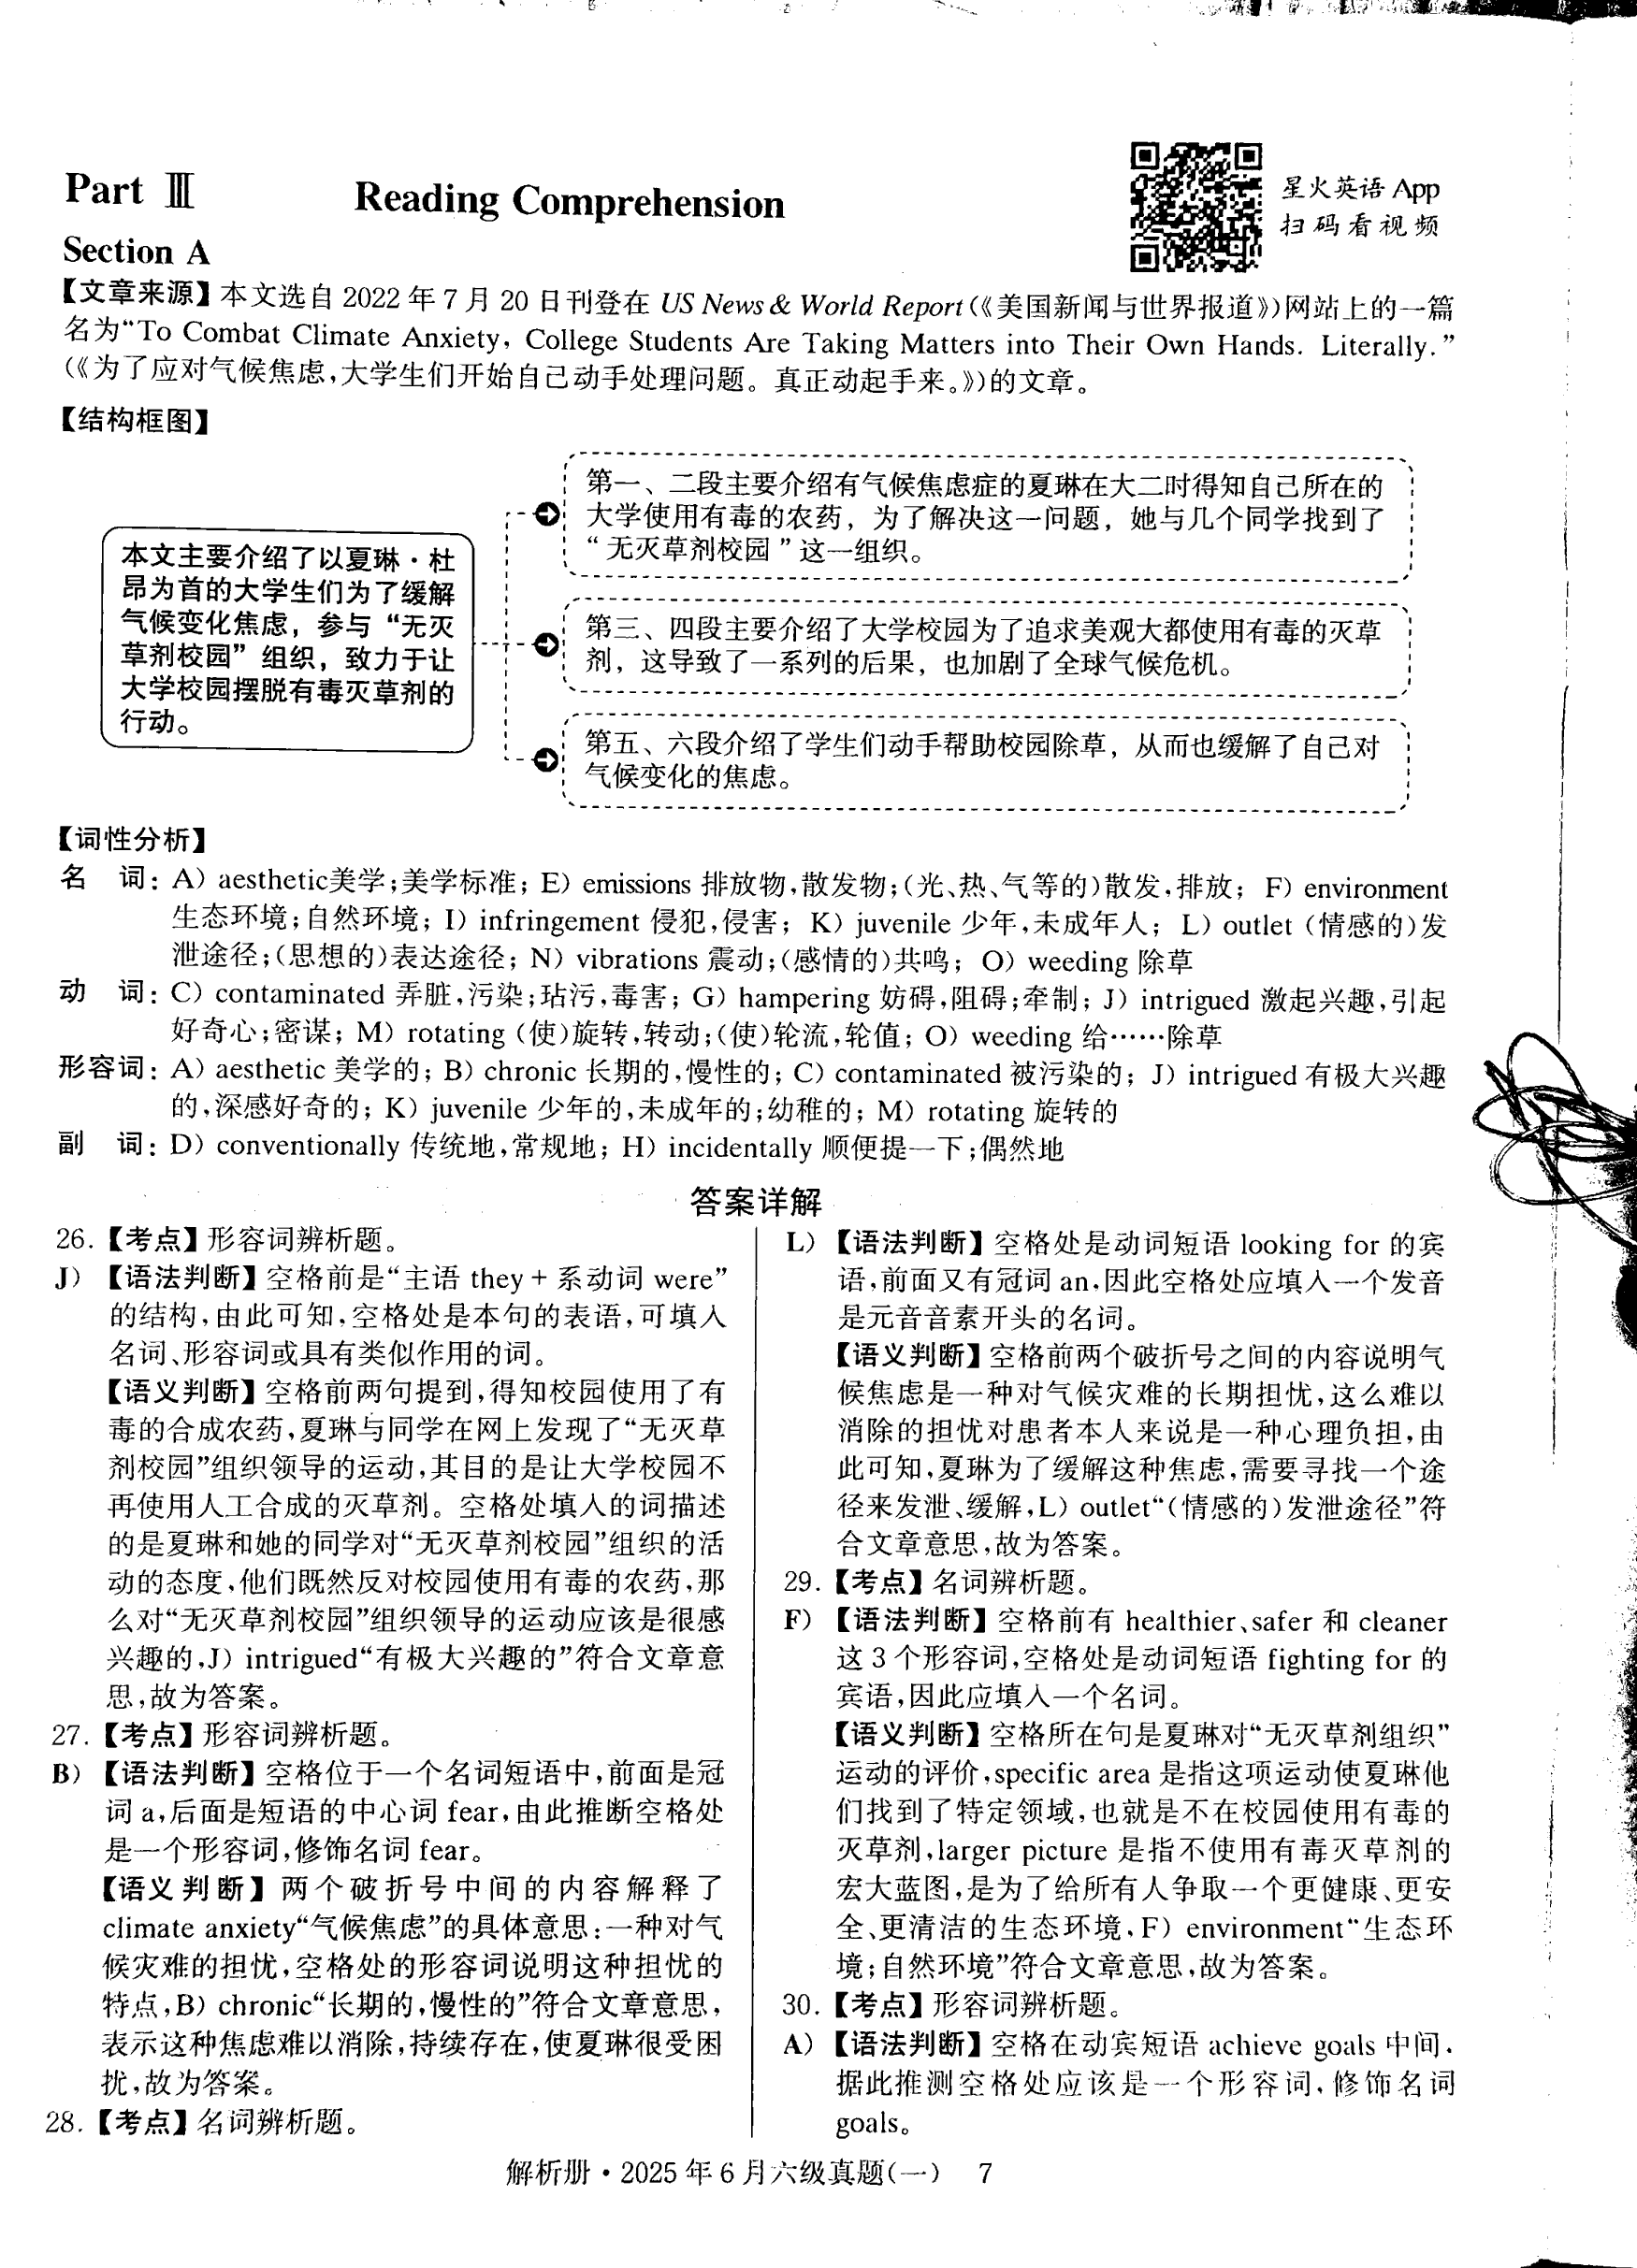 Part Ⅲ Reading Comprehension
星火英语 App
扫码看视频
Section A
【文章来源】本文选自 2022 年 7 月 20 日刊登在 US News & World Report(《美国新闻与世界报道》)网站上的一篇
名为“To Combat Climate Anxiety, College Students Are Taking Matters into Their Own Hands. Literally.”
(《为了应对气候焦虑,大学生们开始自己动手处理问题。真正动起手来。》)的文章。
【结构框图】
本文主要介绍了以夏琳·杜
昂为首的大学生们为了缓解
气候变化焦虑，参与“无灭
草剂校园”组织，致力于让
大学校园摆脱有毒灭草剂的
行动。
第一、二段主要介绍有气候焦虑症的夏琳在大二时得知自己所在的
大学使用有毒的农药，为了解决这一问题，她与几个同学找到了
“无灭草剂校园”这一组织。
第三、四段主要介绍了大学校园为了追求美观大都使用有毒的灭草
剂，这导致了一系列的后果，也加剧了全球气候危机。
第五、六段介绍了学生们动手帮助校园除草，从而也缓解了自己对
气候变化的焦虑。
【词性分析】
名 词: A) aesthetic美学;美学标准; E) emissions 排放物,散发物;(光、热、气等的)散发,排放; F) environment
生态环境;自然环境; I) infringement 侵犯,侵害; K) juvenile 少年,未成年人; L) outlet (情感的)发
泄途径;(思想的)表达途径; N) vibrations 震动;(感情的)共鸣; O) weeding 除草
动 词: C) contaminated 弄脏,污染;玷污,毒害; G) hampering 妨碍,阻碍;牵制; J) intrigued 激起兴趣,引起
好奇心;密谋; M) rotating (使)旋转,转动;(使)轮流,轮值; O) weeding 给……除草
形容词: A) aesthetic 美学的; B) chronic 长期的,慢性的; C) contaminated 被污染的; J) intrigued 有极大兴趣
的,深感好奇的; K) juvenile 少年的,未成年的;幼稚的; M) rotating 旋转的
副 词: D) conventionally 传统地,常规地; H) incidentally 顺便提一下;偶然地
答案详解
26.【考点】形容词辨析题。
J) 【语法判断】空格前是“主语 they + 系动词 were”
的结构,由此可知,空格处是本句的表语,可填入
名词、形容词或具有类似作用的词。
【语义判断】空格前两句提到,得知校园使用了有
毒的合成农药,夏琳与同学在网上发现了“无灭草
剂校园”组织领导的运动,其目的是让大学校园不
再使用人工合成的灭草剂。空格处填入的词描述
的是夏琳和她的同学对“无灭草剂校园”组织的活
动的态度,他们既然反对校园使用有毒的农药,那
么对“无灭草剂校园”组织领导的运动应该是很感
兴趣的,J) intrigued“有极大兴趣的”符合文章意
思,故为答案。
27.【考点】形容词辨析题。
B) 【语法判断】空格位于一个名词短语中,前面是冠
词 a,后面是短语的中心词 fear,由此推断空格处
是一个形容词,修饰名词 fear。
【语义判断】两个破折号中间的内容解释了
climate anxiety“气候焦虑”的具体意思:一种对气
候灾难的担忧,空格处的形容词说明这种担忧的
特点,B) chronic“长期的,慢性的”符合文章意思,
表示这种焦虑难以消除,持续存在,使夏琳很受困
扰,故为答案。
28.【考点】名词辨析题。
L) 【语法判断】空格处是动词短语 looking for 的宾
语,前面又有冠词 an,因此空格处应填入一个发音
是元音音素开头的名词。
【语义判断】空格前两个破折号之间的内容说明气
候焦虑是一种对气候灾难的长期担忧,这么难以
消除的担忧对患者本人来说是一种心理负担,由
此可知,夏琳为了缓解这种焦虑,需要寻找一个途
径来发泄、缓解,L) outlet“(情感的)发泄途径”符
合文章意思,故为答案。
29.【考点】名词辨析题。
F) 【语法判断】空格前有 healthier、safer 和 cleaner
这 3 个形容词,空格处是动词短语 fighting for 的
宾语,因此应填入一个名词。
【语义判断】空格所在句是夏琳对“无灭草剂组织”
运动的评价,specific area 是指这项运动使夏琳他
们找到了特定领域,也就是不在校园使用有毒的
灭草剂,larger picture 是指不使用有毒灭草剂的
宏大蓝图,是为了给所有人争取一个更健康、更安
全、更清洁的生态环境,F) environment“生态环
境;自然环境”符合文章意思,故为答案。
30.【考点】形容词辨析题。
A) 【语法判断】空格在动宾短语 achieve goals 中间,
据此推测空格处应该是一个形容词,修饰名词
goals。
解析册·2025 年 6 月六级真题(一) 7